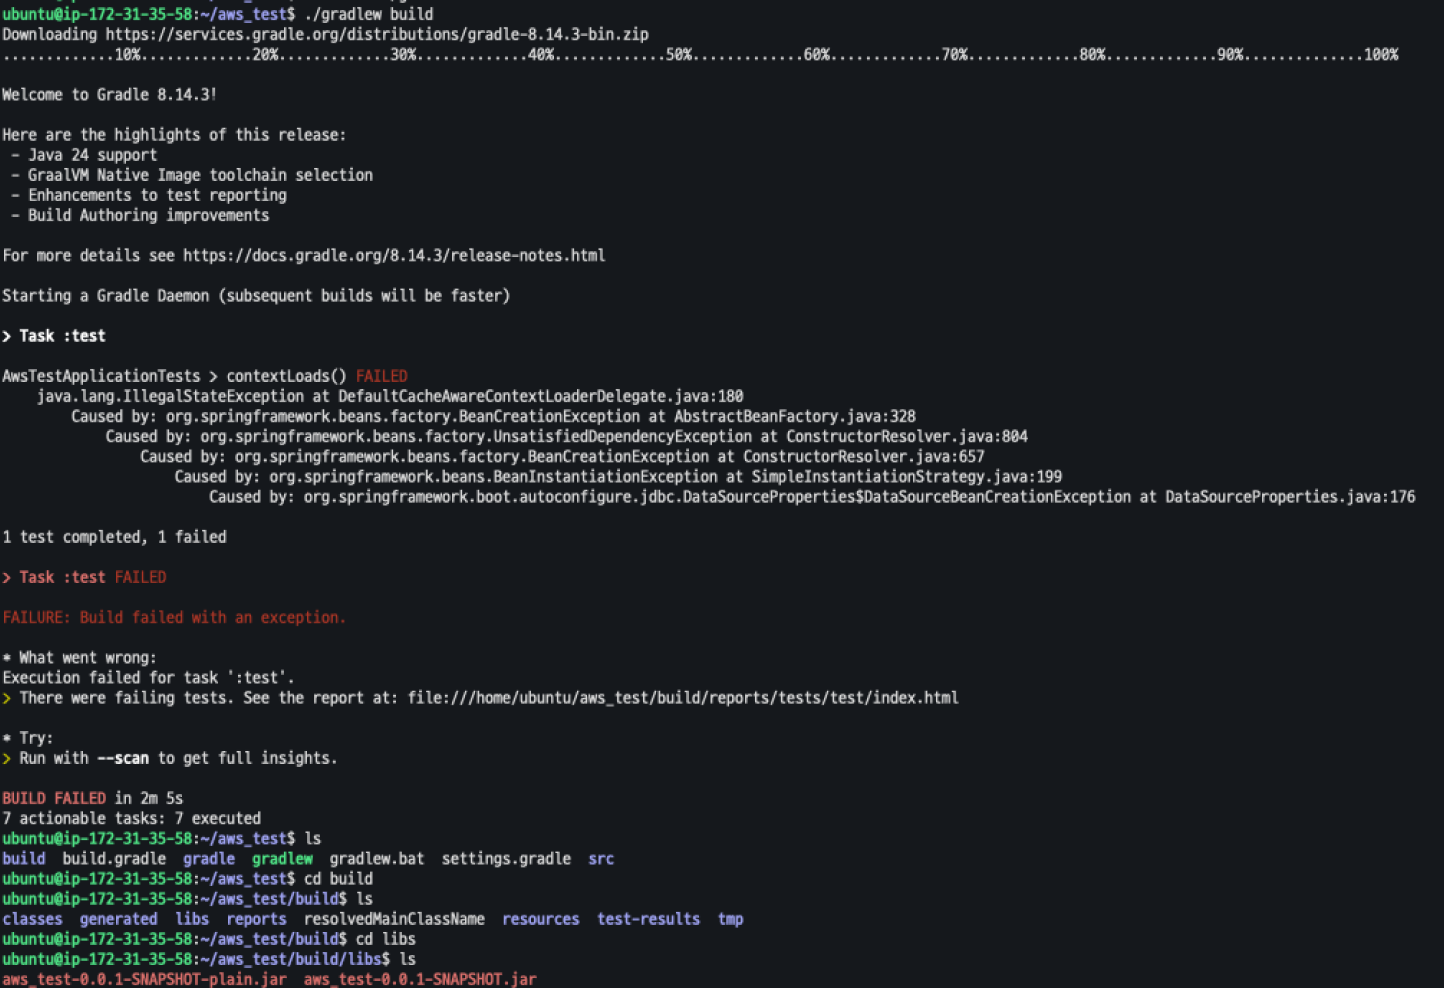 ubuntu@ip-172-31-35-58:~/aws_test$ ./gradlew build
Downloading https://services.gradle.org/distributions/gradle-8.14.3-bin.zip
.............10%.............20%.............30%.............40%.............50%.............60%.............70%.............80%.............90%..............100%
Welcome to Gradle 8.14.3!
Here are the highlights of this release:
- Java 24 support
- GraalVM Native Image toolchain selection
- Enhancements to test reporting
- Build Authoring improvements
For more details see https://docs.gradle.org/8.14.3/release-notes.html
Starting a Gradle Daemon (subsequent builds will be faster)
> Task :test
AwsTestApplicationTests > contextLoads() FAILED
java.lang.IllegalStateException at DefaultCacheAwareContextLoaderDelegate.java:180
Caused by: org.springframework.beans.factory.BeanCreationException at AbstractBeanFactory.java:328
Caused by: org.springframework.beans.factory.UnsatisfiedDependencyException at ConstructorResolver.java:804
Caused by: org.springframework.beans.factory.BeanCreationException at ConstructorResolver.java:657
Caused by: org.springframework.beans.BeanInstantiationException at SimpleInstantiationStrategy.java:199
Caused by: org.springframework.boot.autoconfigure.jdbc.DataSourceProperties$DataSourceBeanCreationException at DataSourceProperties.java:176
1 test completed, 1 failed
> Task :test FAILED
FAILURE: Build failed with an exception.
* What went wrong:
Execution failed for task ':test'.
> There were failing tests. See the report at: file:///home/ubuntu/aws_test/build/reports/tests/test/index.html
* Try:
> Run with --scan to get full insights.
BUILD FAILED in 2m 5s
7 actionable tasks: 7 executed
ubuntu@ip-172-31-35-58:~/aws_test$ ls
build build.gradle gradle gradlew gradlew.bat settings.gradle src
ubuntu@ip-172-31-35-58:~/aws_test$ cd build
ubuntu@ip-172-31-35-58:~/aws_test/build$ ls
classes generated libs reports resolvedMainClassName resources test-results tmp
ubuntu@ip-172-31-35-58:~/aws_test/build$ cd libs
ubuntu@ip-172-31-35-58:~/aws_test/build/libs$ ls
aws_test-0.0.1-SNAPSHOT-plain.jar aws_test-0.0.1-SNAPSHOT.jar